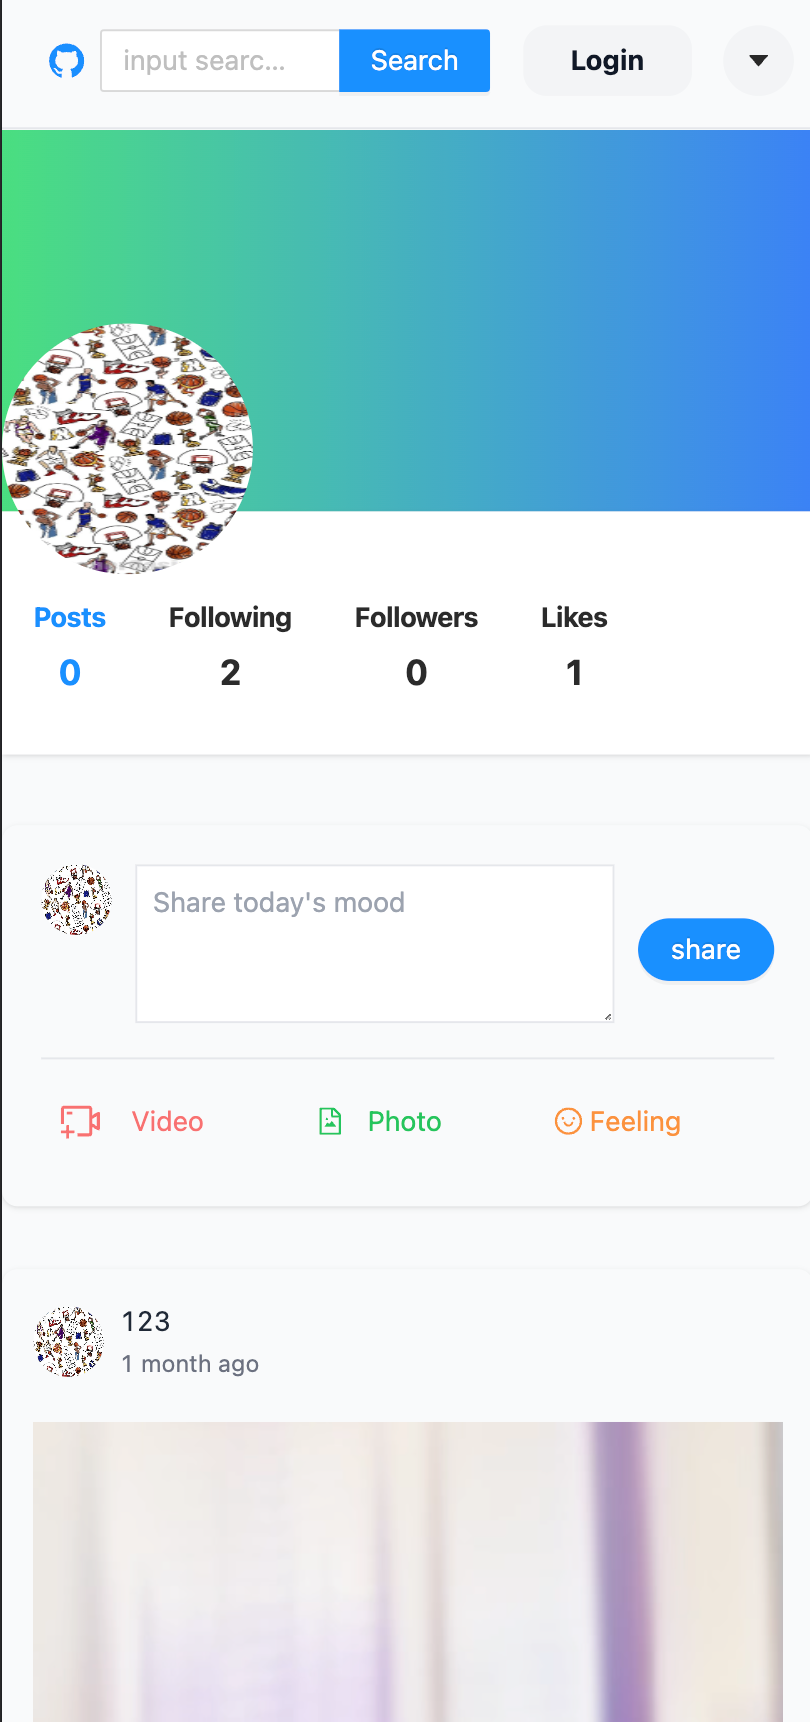 input searc...
Search
Login
Posts
Following
Followers
Likes
0
2
0
1
Share today's mood
share
Video
Photo
Feeling
123
1 month ago